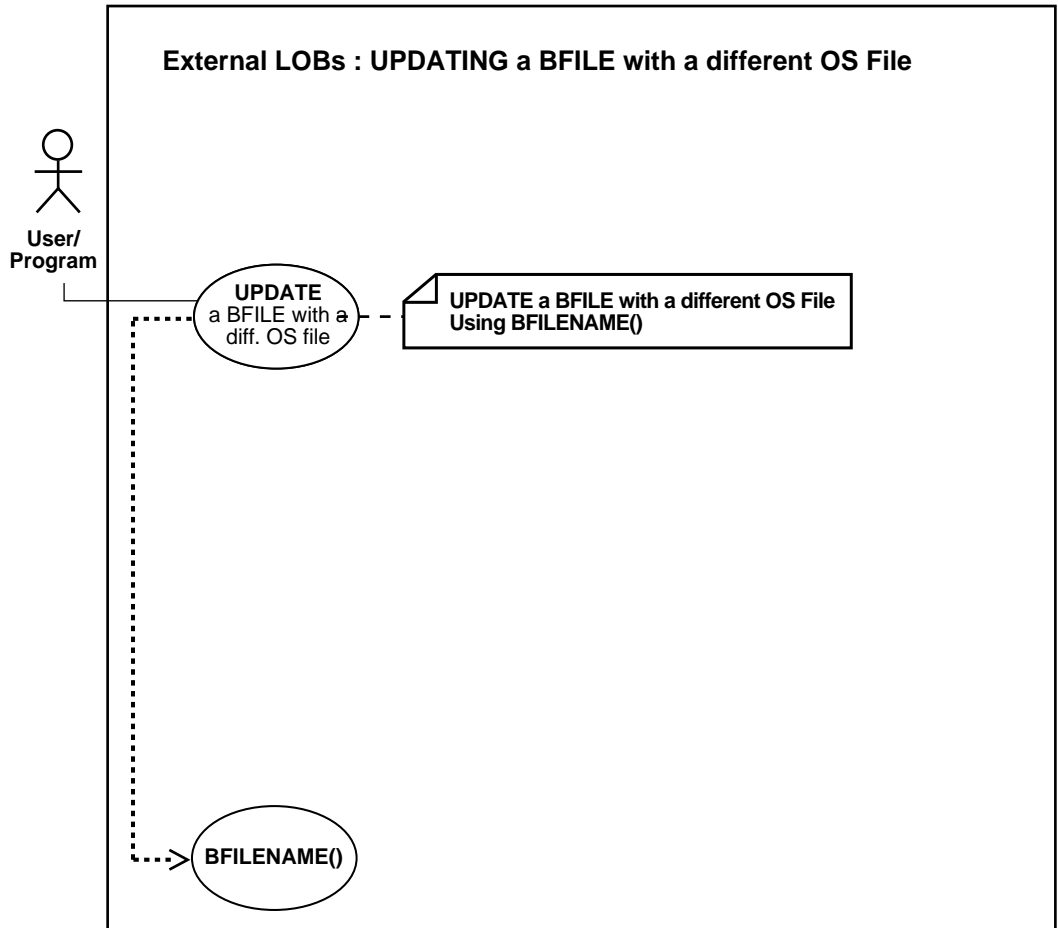 External LOBs : UPDATING a BFILE with a different OS File
User/
Program
UPDATE
a BFILE with a
diff. OS file
UPDATE a BFILE with a different OS File
Using BFILENAME()
BFILENAME()